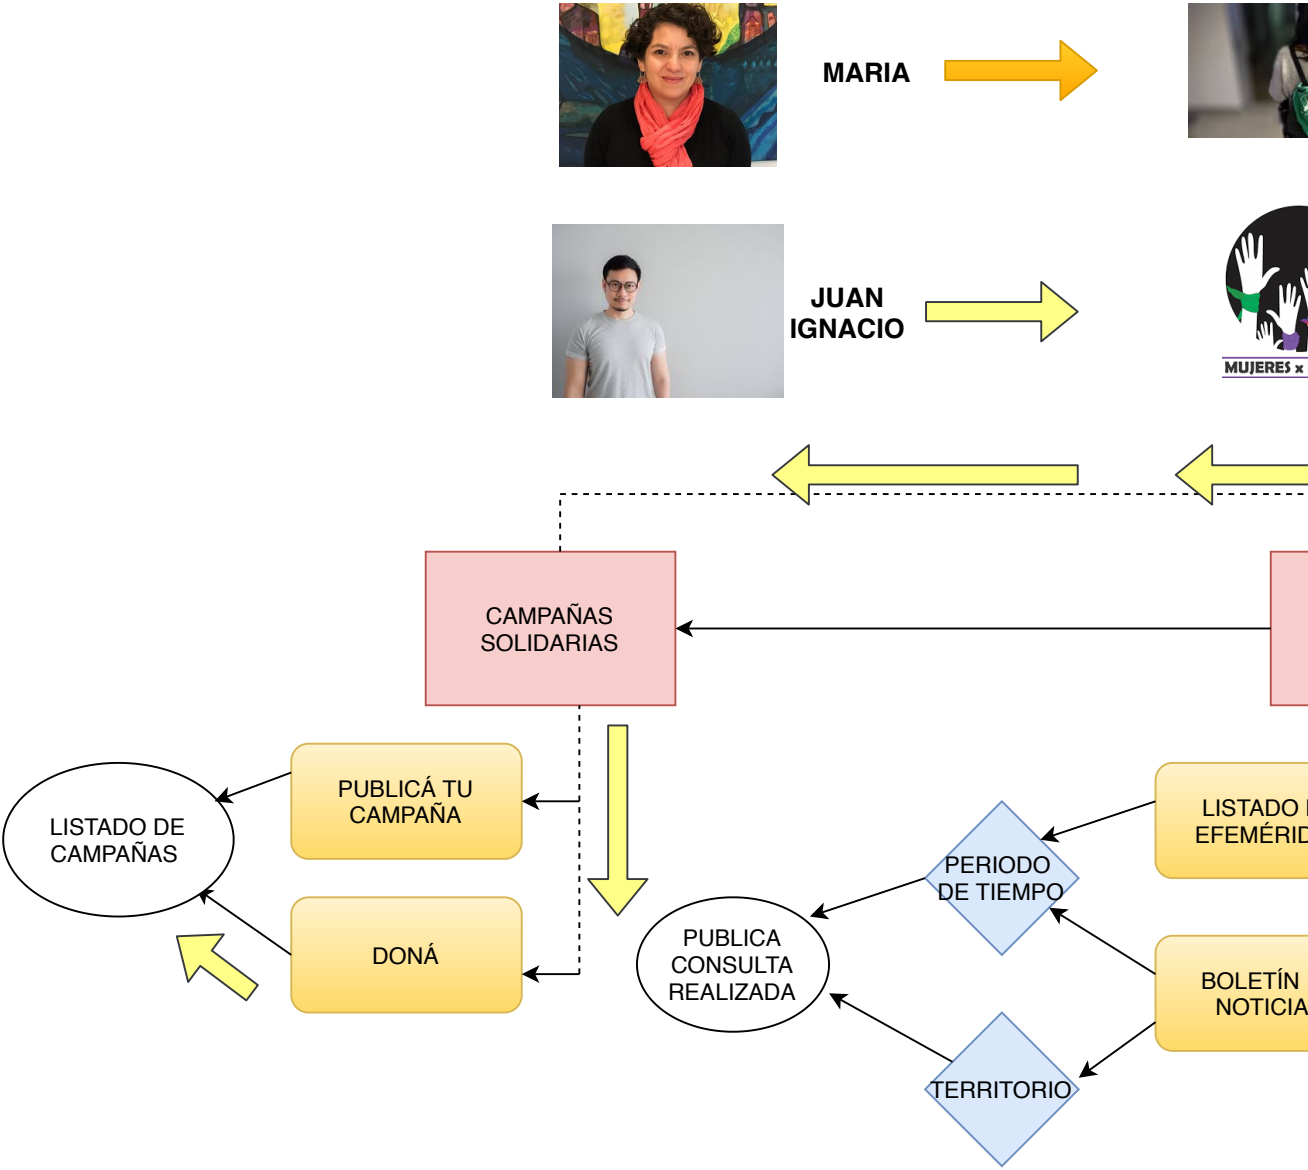 MARIA
JUAN
IGNACIO
MUJERES x
CAMPAÑAS
SOLIDARIAS
PUBLICÁ TU
CAMPAÑA
LISTADO DE
CAMPAÑAS
DONÁ
PERIODO
DE TIEMPO
PUBLICA
CONSULTA
REALIZADA
TERRITORIO
LISTADO
EFEMÉRID
BOLETÍN
NOTICIA